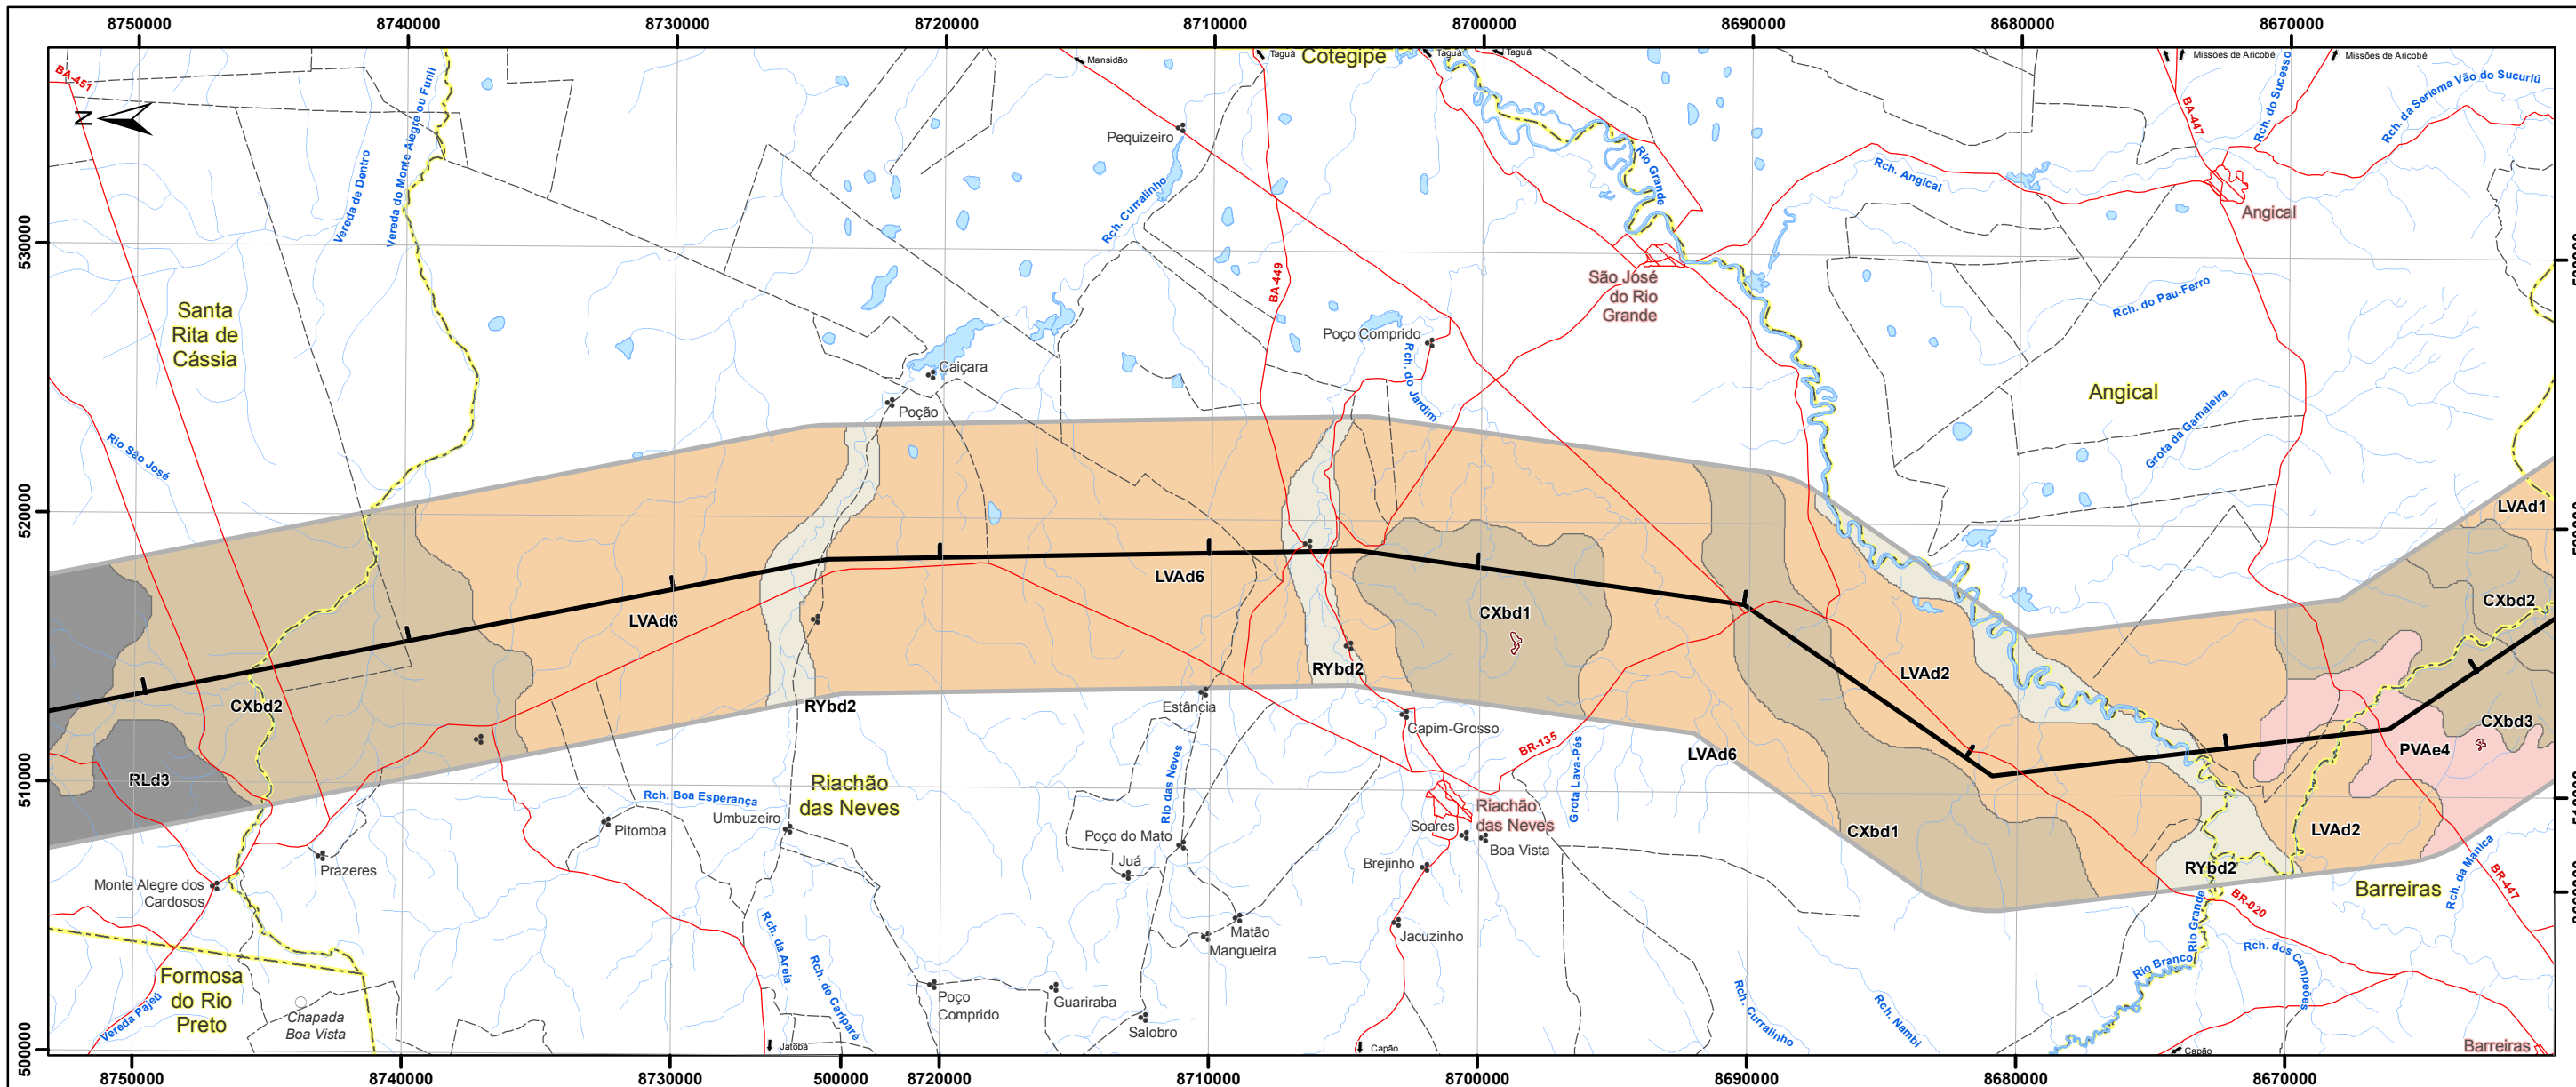 8750000 8740000 8730000 8720000 8710000 8700000 8690000 8680000 8670000
BA-451
N
Vereda de Dentro
Vereda do Monte Alegre ou Funil
Mansidão
Taguá
Cotegipe
Taguá
Taguá
Missões de Aricobé
Missões de Aricobé
Rch. do Sucesso
Rch. da Seriema Vão do Sucuriú
BA-447
Pequizeiro
Rch. Curralinho
Rio Grande
Rch. Angical
Angical
530000
BA-449
São José
do Rio
Grande
Rch. do Pau-Ferro
Santa
Rita de
Cássia
Poço Comprido
Rch. do Jardim
Caiçara
Poção
Angical
Grota da Gamaleira
Rio São José
520000
LVAd1
LVAd6
LVAd6
CXbd1
CXbd2
RYbd2
LVAd2
CXbd2
RYbd2
Estância
Capim-Grosso
BR-135
LVAd6
CXbd3
PVAe4
510000
RLd3
Riachão
das Neves
Rch. Boa Esperança
Umbuzeiro
Pitomba
Rio das Neves
Grota Lava-Pés
Riachão
das Neves
Soares
Boa Vista
Poço do Mato
Juá
Brejinho
CXbd1
LVAd2
Prazeres
Monte Alegre dos
Cardosos
RYbd2
Barreiras
Rch. da Manica
BR-447
BR-020
Rch. da Areia
Rch. de Cariparé
Matão
Mangueira
Jacuzinho
Rio Grande
Rio Branco
Rch. dos Campeões
Formosa
do Rio
Preto
Vereda Pajeú
Chapada
Boa Vista
Poço
Comprido
Guariraba
Salobro
Rch. Curralinho
Rch. Nambi
Jatobá
Capão
Capão
Barreiras
500000
8750000 8740000 8730000 500000 8720000 8710000 8700000 8690000 8680000 8670000